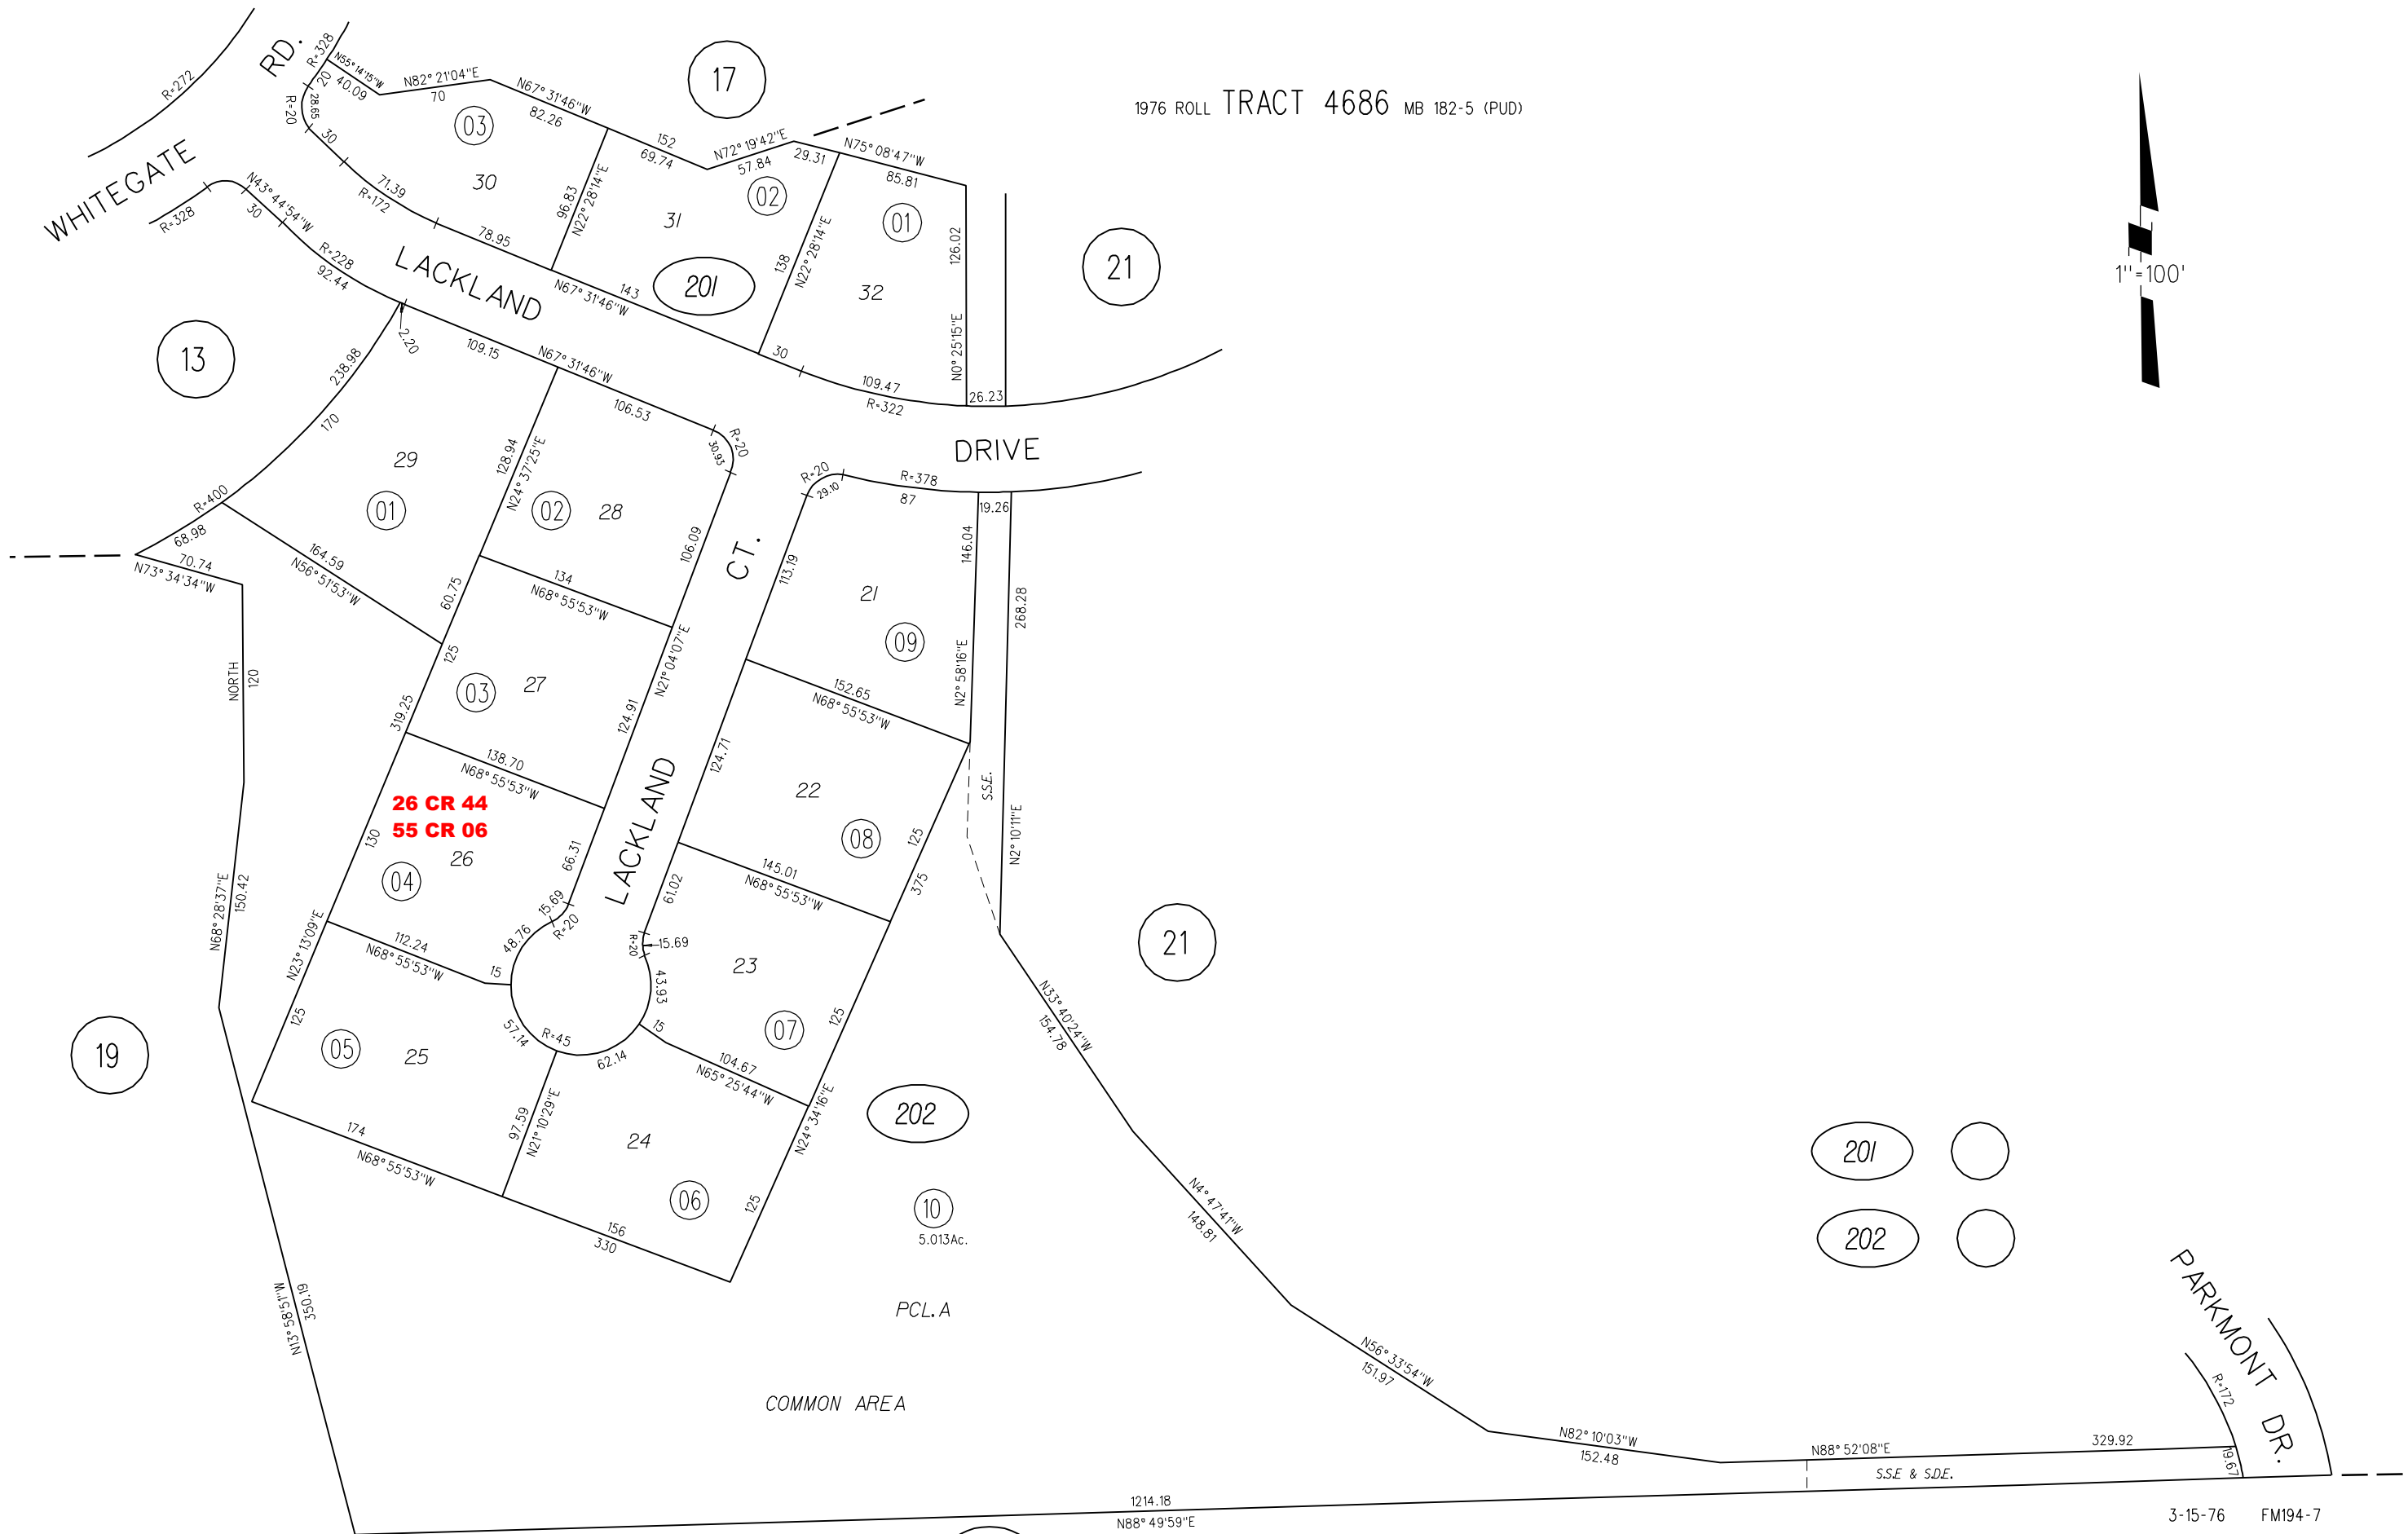 1976 ROLL TRACT 4686 MB 182-5 (PUD)
1"=100'
WHITEGATE RD.
R=272
R=328
R=328
20
R=20
28.65
30
N55°14'15"W
40.09
N82°21'04"E
70
N67°31'46"W
82.26
152
69.74
N72°19'42"E
57.84
29.31
N75°08'47"W
85.81
17
21
13
03
30
02
31
01
32
201
71.39
R=172
78.95
96.83
N22°28'14"E
143
N67°31'46"W
138
N22°28'14"E
126.02
N0°25'15"E
30
109.47
R=322
26.23
N43°44'54"W
30
R=228
92.44
LACKLAND DRIVE
2.20
109.15
N67°31'46"W
106.53
R=20
30.93
238.98
170
R=400
68.98
70.74
N73°34'34"W
164.59
N56°51'53"W
29
01
128.94
N24°37'25"E
02
28
106.09
134
N68°55'53"W
60.75
125
03
27
N21°04'07"E
124.91
319.25
138.70
N68°55'53"W
26 CR 44
55 CR 06
26
04
130
66.31
15.69
R=20
48.76
15
112.24
N68°55'53"W
N23°13'09"E
125
05
25
57.14
R=45
62.14
174
N68°55'53"W
97.59
N21°10'29"E
24
06
156
330
125
LACKLAND CT.
R=20
29.10
R=378
87
19.26
113.19
21
09
146.04
N2°58'16"E
268.28
152.65
N68°55'53"W
124.71
22
08
125
375
S.S.E.
N2°10'11"E
145.01
N68°55'53"W
61.02
R=20
15.69
43.93
23
07
125
15
104.67
N65°25'44"W
N24°34'16"E
NORTH
120
N68°28'37"E
150.42
19
N13°58'51"W
350.19
202
10
5.013Ac.
PCL.A
COMMON AREA
21
N33°40'24"W
154.78
N4°47'41"W
148.81
N56°33'54"W
151.97
N82°10'03"W
152.48
N88°52'08"E
329.92
S.S.E & S.D.E.
201
202
PARKMONT DR.
R=172
19.67
1214.18
N88°49'59"E
3-15-76 FM194-7